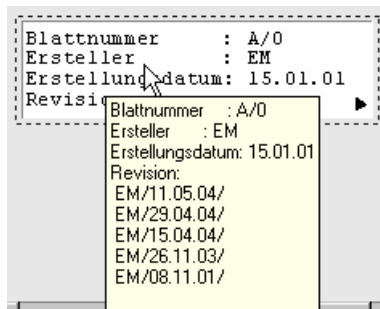 Blattnummer : A/0
Ersteller : EM
Erstellungsdatum: 15.01.01
Blattnummer : A/0
Ersteller : EM
Erstellungsdatum: 15.01.01
Revision:
EM/11.05.04/
EM/29.04.04/
EM/15.04.04/
EM/26.11.03/
EM/08.11.01/